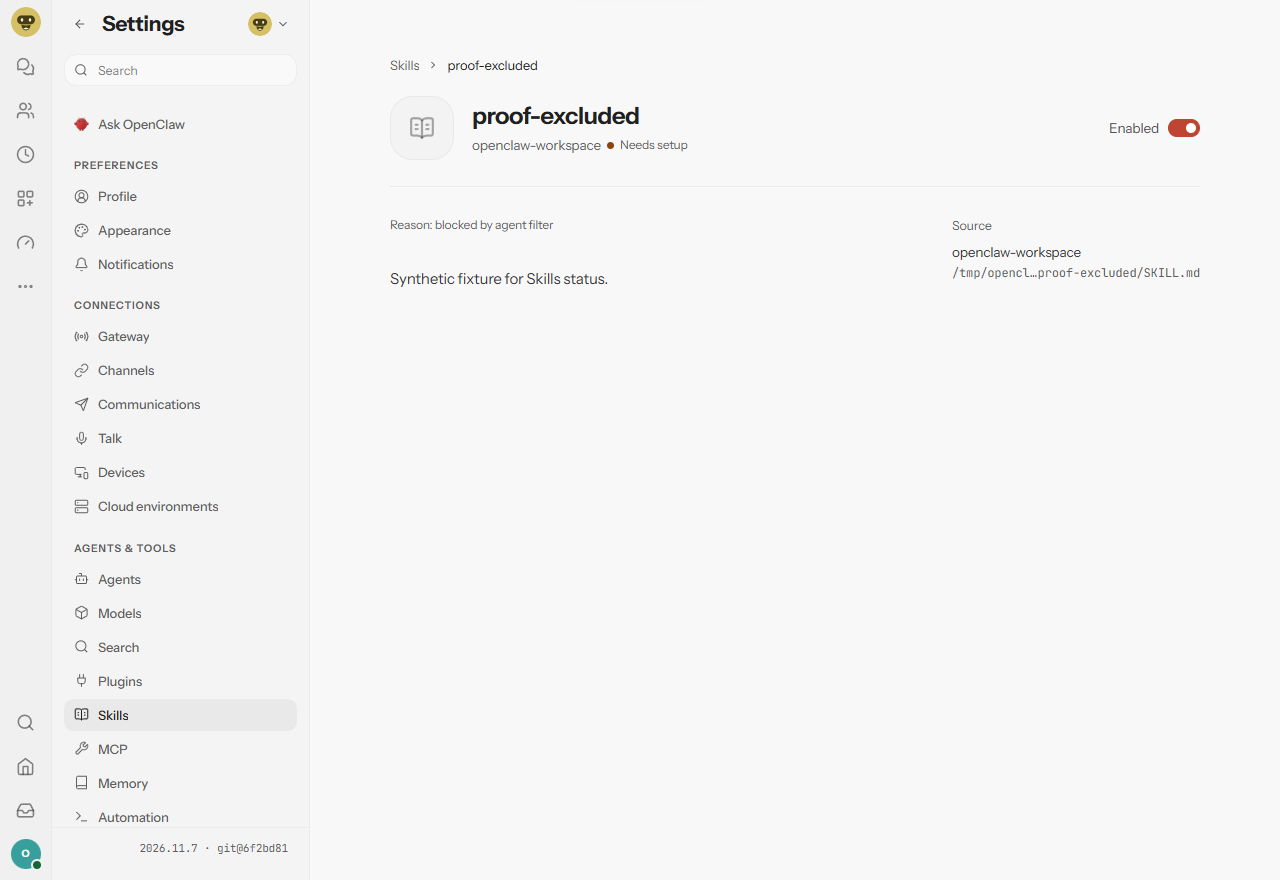 Settings
Search
Ask OpenClaw
PREFERENCES
Profile
Appearance
Notifications
CONNECTIONS
Gateway
Channels
Communications
Talk
Devices
Cloud environments
AGENTS & TOOLS
Agents
Models
Search
Plugins
Skills
MCP
Memory
Automation
2026.11.7 · git@6f2bd81
O
Skills > proof-excluded
proof-excluded
openclaw-workspace ● Needs setup
Enabled
Reason: blocked by agent filter
Synthetic fixture for Skills status.
Source
openclaw-workspace
/tmp/opencl…proof-excluded/SKILL.md